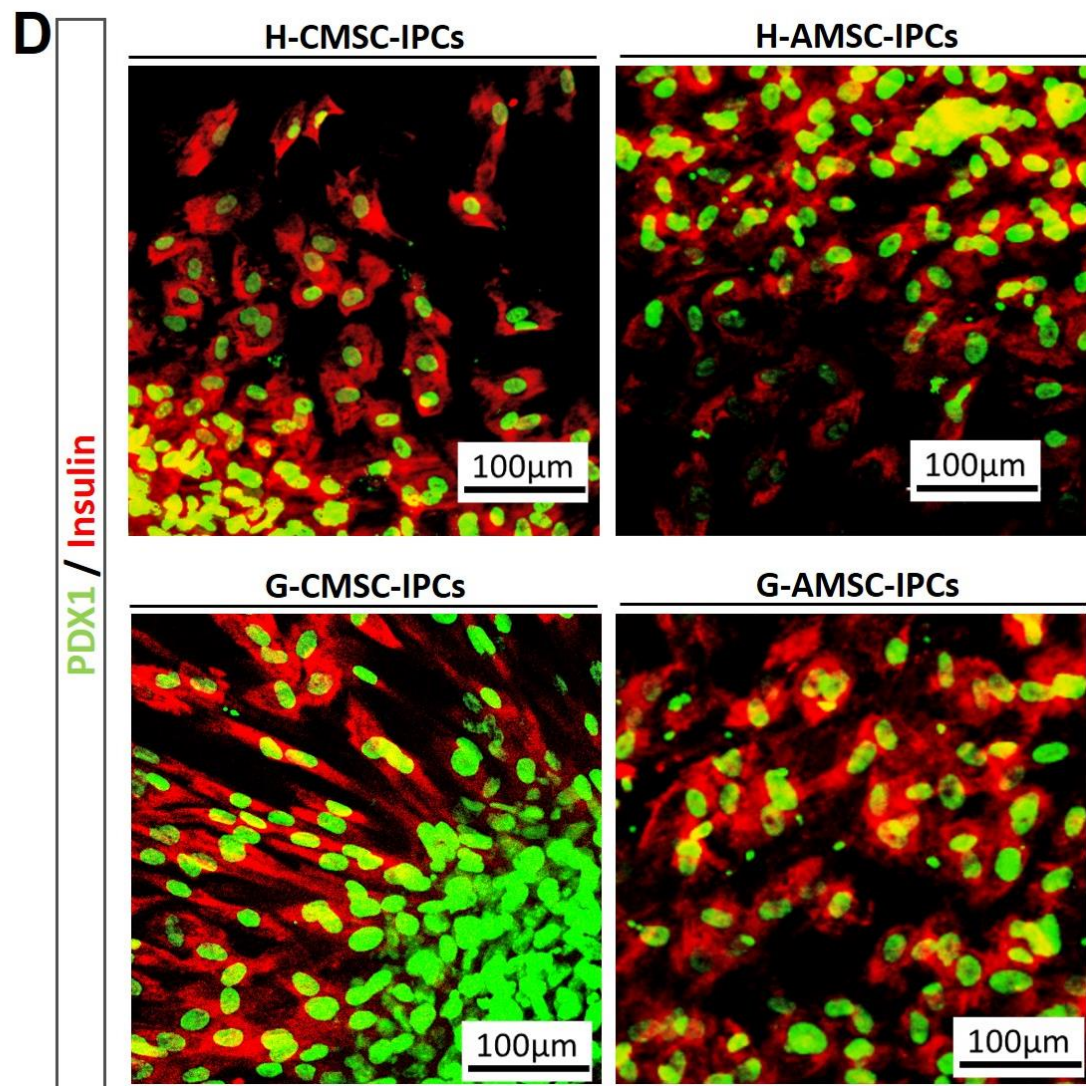 D
PDX1 / Insulin
H-CMSC-IPCs
H-AMSC-IPCs
100µm
100µm
G-CMSC-IPCs
G-AMSC-IPCs
100µm
100µm